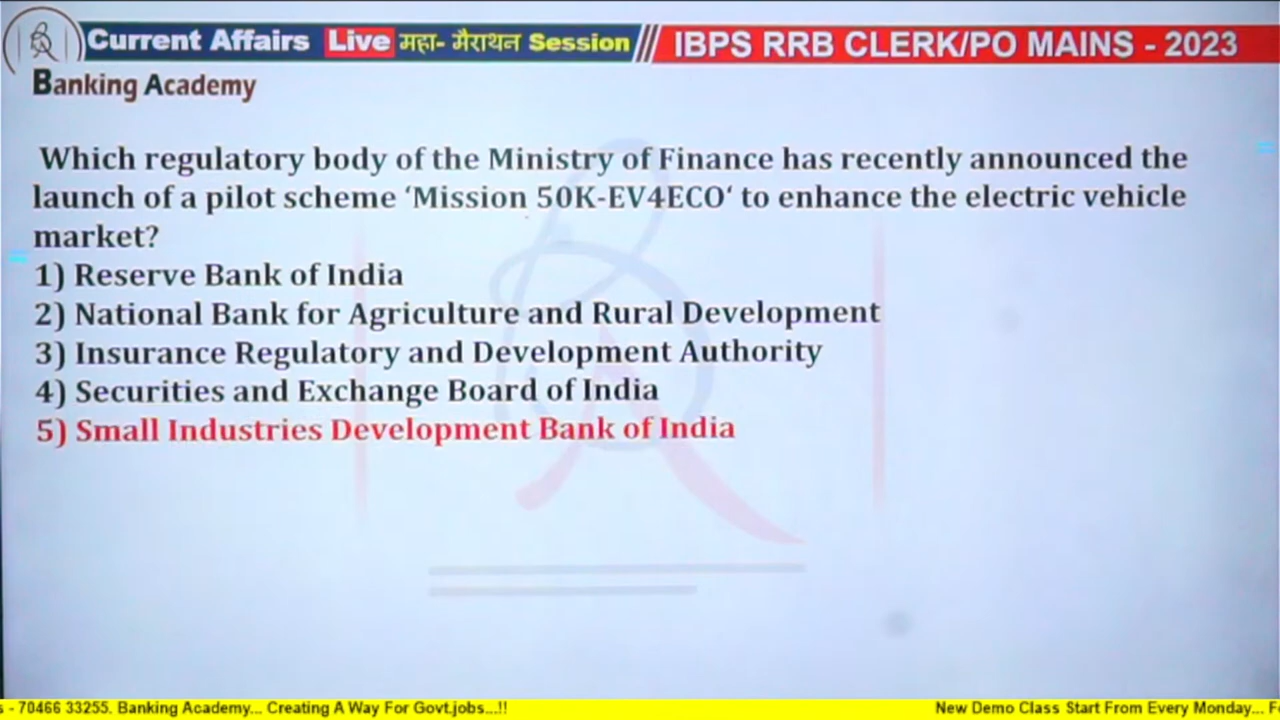 Current Affairs Live महा- मैराथन Session // IBPS RRB CLERK/PO MAINS - 2023
Banking Academy
Which regulatory body of the Ministry of Finance has recently announced the
launch of a pilot scheme ‘Mission 50K-EV4ECO‘ to enhance the electric vehicle
market?
1) Reserve Bank of India
2) National Bank for Agriculture and Rural Development
3) Insurance Regulatory and Development Authority
4) Securities and Exchange Board of India
5) Small Industries Development Bank of India
s - 70466 33255. Banking Academy... Creating A Way For Govt.jobs...!! New Demo Class Start From Every Monday... F